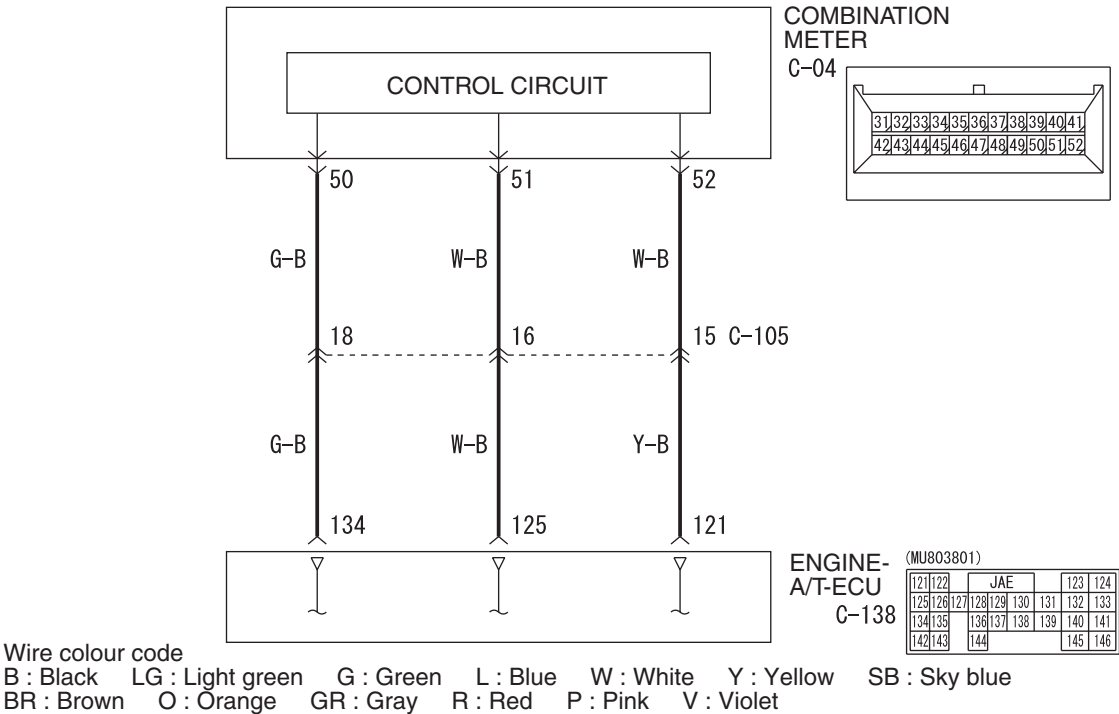 COMBINATION
METER
C-04
CONTROL CIRCUIT
31 32 33 34 35 36 37 38 39 40 41
42 43 44 45 46 47 48 49 50 51 52
50 51 52
G-B W-B W-B
18 16 15 C-105
G-B W-B Y-B
134 125 121
ENGINE-
A/T-ECU
C-138
(MU803801)
121 122 JAE 123 124
125 126 127 128 129 130 131 132 133
134 135 136 137 138 139 140 141
142 143 144 145 146
Wire colour code
B : Black LG : Light green G : Green L : Blue W : White Y : Yellow SB : Sky blue
BR : Brown O : Orange GR : Gray R : Red P : Pink V : Violet